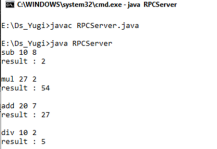 C:\WINDOWS\system32\cmd.exe - java RPCServer
E:\Ds_Yugi>javac RPCServer.java
E:\Ds_Yugi>java RPCServer
sub 10 8
result : 2
mul 27 2
result : 54
add 20 7
result : 27
div 10 2
result : 5